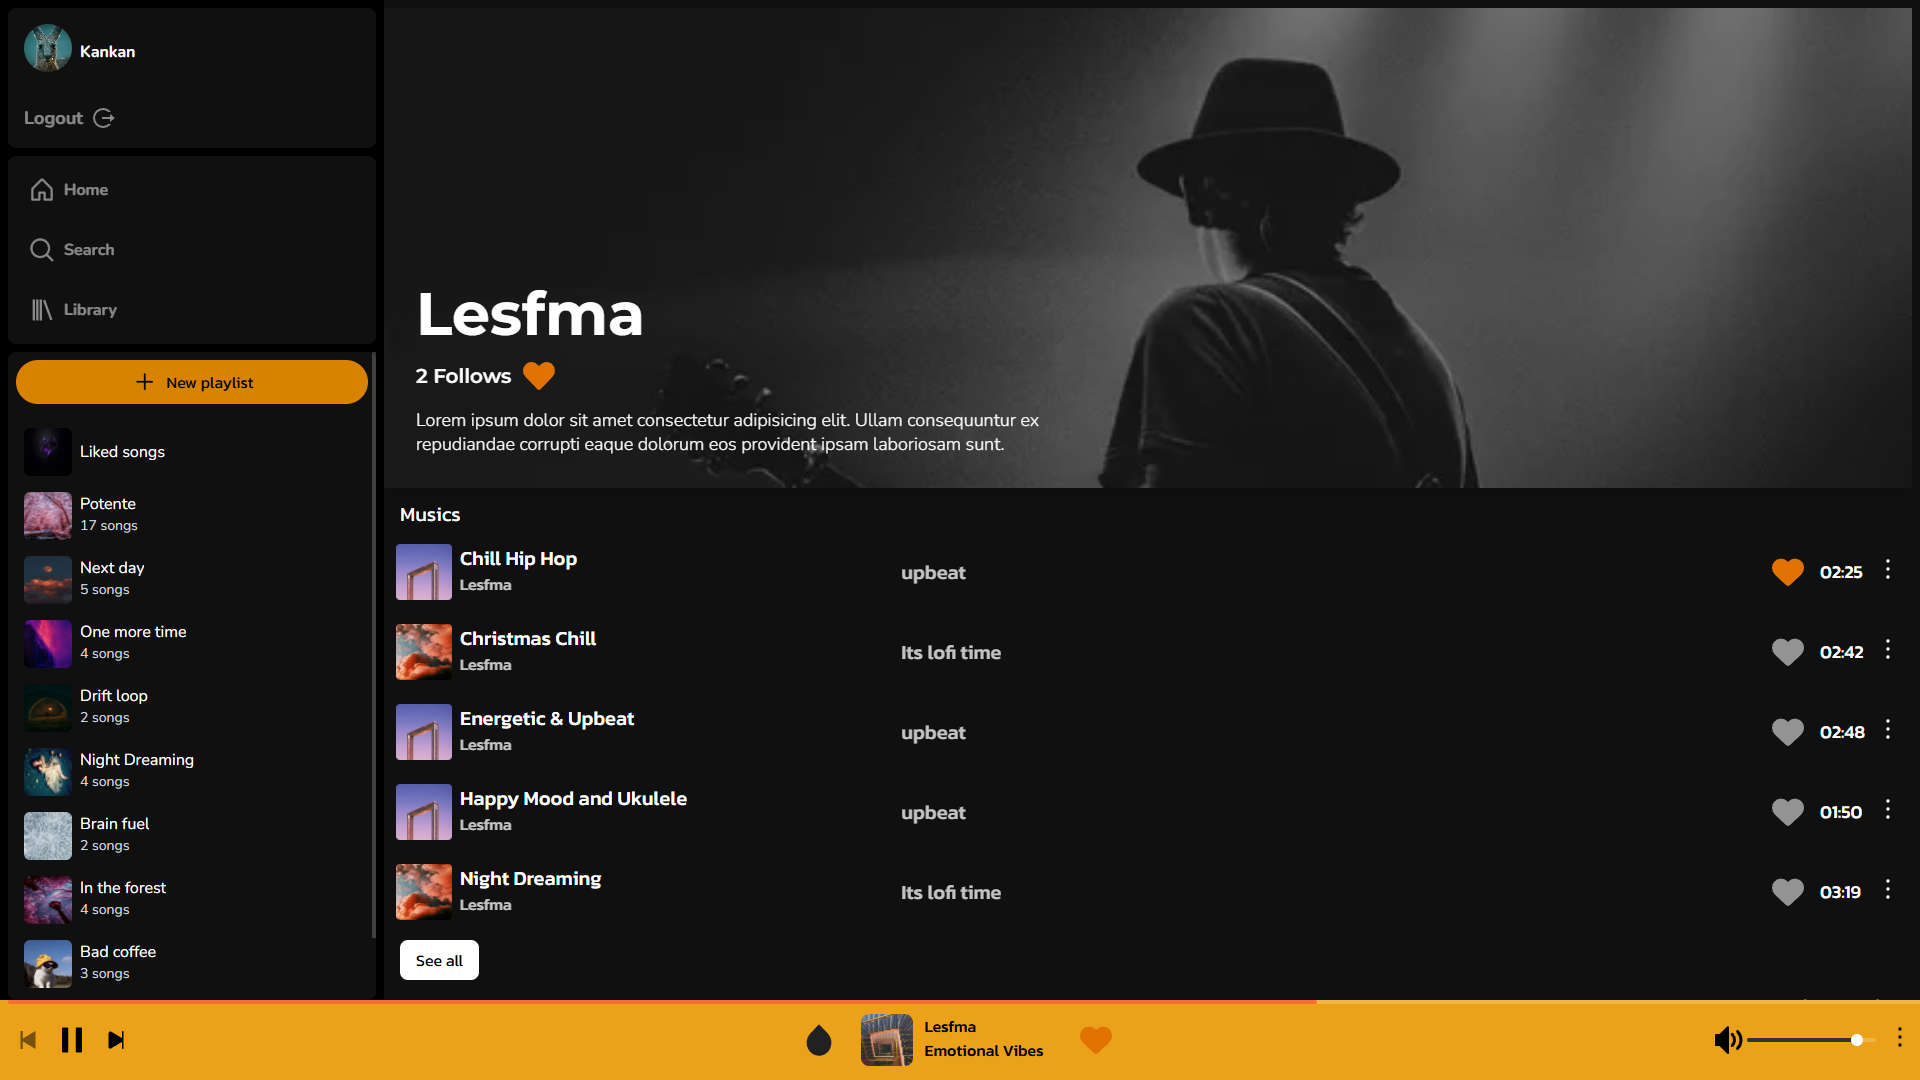 Kankan
Logout
Home
Search
Library
New playlist
Liked songs
Potente
17 songs
Next day
5 songs
One more time
4 songs
Drift loop
2 songs
Night Dreaming
4 songs
Brain fuel
2 songs
In the forest
4 songs
Bad coffee
3 songs
Lesfma
2 Follows
Lorem ipsum dolor sit amet consectetur adipisicing elit. Ullam consequuntur ex
repudiandae corrupti eaque dolorum eos provident ipsam laboriosam sunt.
Musics
Chill Hip Hop
Lesfma
upbeat
02:25
Christmas Chill
Lesfma
Its lofi time
02:42
Energetic & Upbeat
Lesfma
upbeat
02:48
Happy Mood and Ukulele
Lesfma
upbeat
01:50
Night Dreaming
Lesfma
Its lofi time
03:19
See all
Lesfma
Emotional Vibes